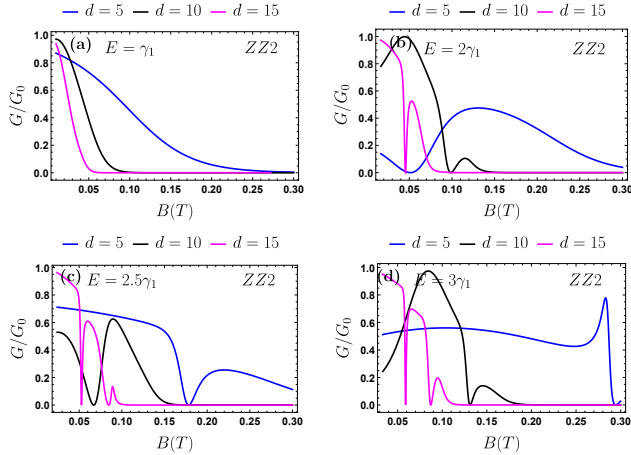 d = 5 d = 10 d = 15
d = 5 d = 10 d = 15
(a) E = γ₁ ZZ2
(b) E = 2γ₁ ZZ2
G/G₀
1.0
0.8
0.6
0.4
0.2
0.0
0.05 0.10 0.15 0.20 0.25 0.30
B(T)
G/G₀
1.0
0.8
0.6
0.4
0.2
0.0
0.05 0.10 0.15 0.20 0.25 0.30
B(T)
d = 5 d = 10 d = 15
d = 5 d = 10 d = 15
(c) E = 2.5γ₁ ZZ2
(d) E = 3γ₁ ZZ2
G/G₀
1.0
0.8
0.6
0.4
0.2
0.0
0.05 0.10 0.15 0.20 0.25 0.30
B(T)
G/G₀
1.0
0.8
0.6
0.4
0.2
0.0
0.05 0.10 0.15 0.20 0.25 0.30
B(T)